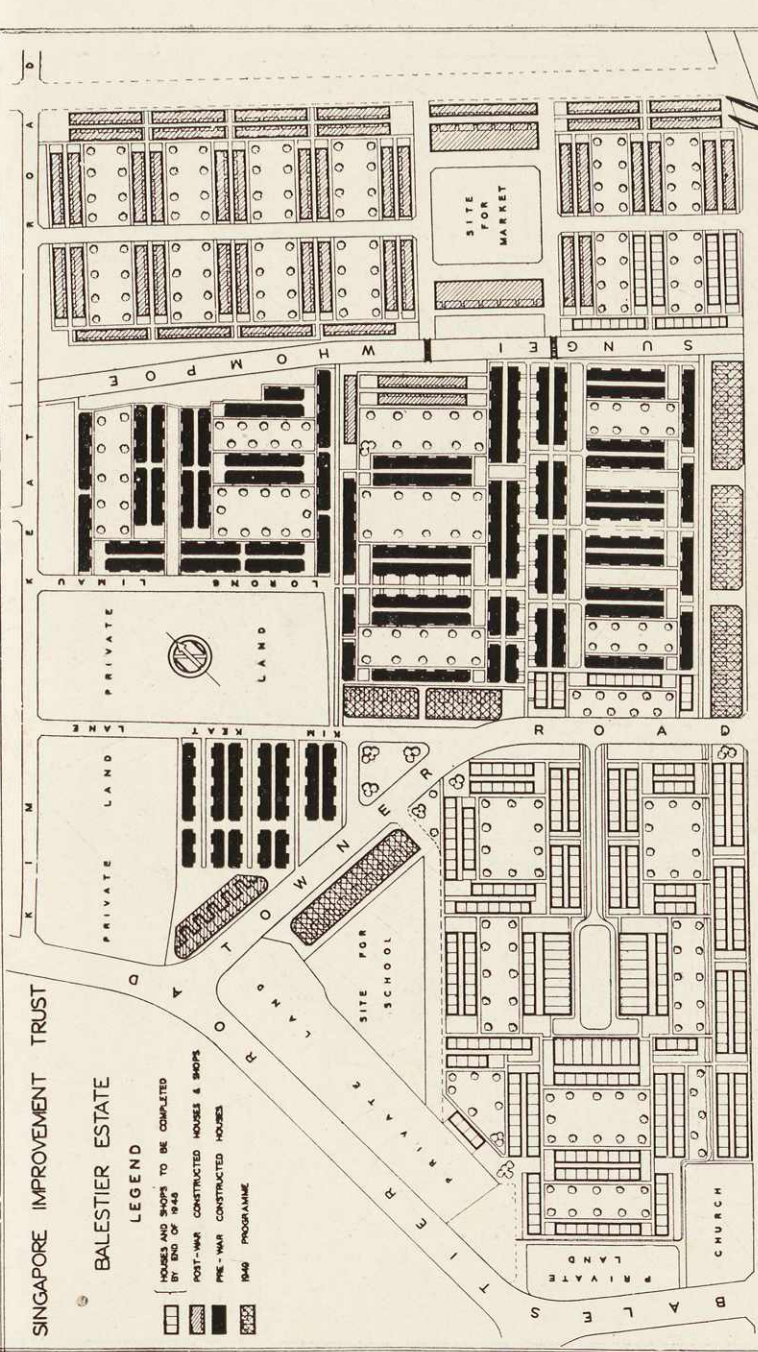 SINGAPORE IMPROVEMENT TRUST
BALESTIER ESTATE
LEGEND
HOUSES AND SHOPS TO BE COMPLETED
BY END OF 1948
POST-WAR CONSTRUCTED HOUSES & SHOPS
PRE-WAR CONSTRUCTED HOUSES
1949 PROGRAMME
KIM KEAT ROAD
PRIVATE LAND
KIM KEAT LANE
PRIVATE LAND
LORONG LIMAU
SUNGEI WHOMPOE
SITE
FOR
MARKET
TOWNER ROAD
ROAD
SITE FOR
SCHOOL
PRIVATE LAND
BALESTIER ROAD
PRIVATE
LAND
CHURCH